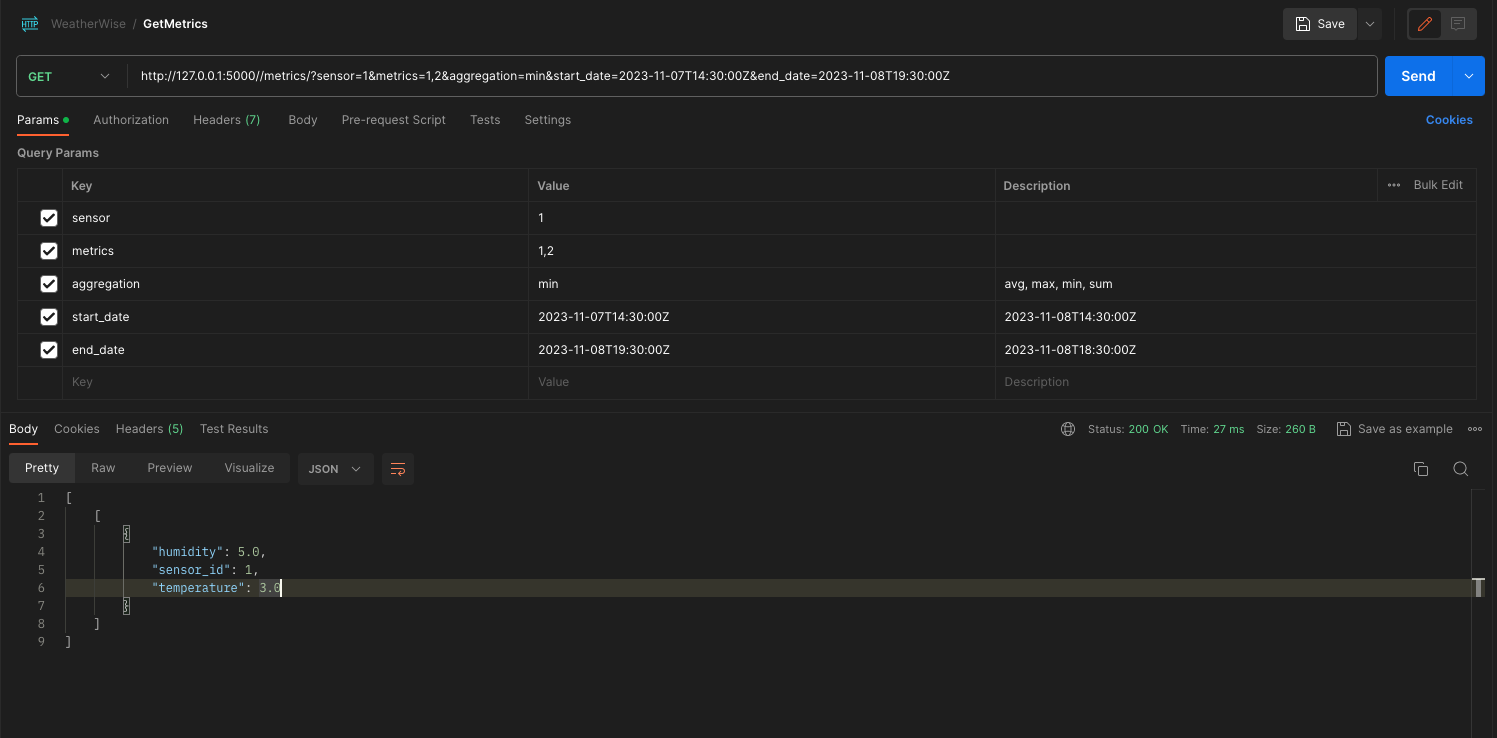 HTTP WeatherWise / GetMetrics Save
GET http://127.0.0.1:5000//metrics/?sensor=1&metrics=1,2&aggregation=min&start_date=2023-11-07T14:30:00Z&end_date=2023-11-08T19:30:00Z Send
Params Authorization Headers (7) Body Pre-request Script Tests Settings Cookies
Query Params
Key Value Description ••• Bulk Edit
sensor 1
metrics 1,2
aggregation min avg, max, min, sum
start_date 2023-11-07T14:30:00Z 2023-11-08T14:30:00Z
end_date 2023-11-08T19:30:00Z 2023-11-08T18:30:00Z
Key Value Description
Body Cookies Headers (5) Test Results Status: 200 OK Time: 27 ms Size: 260 B Save as example
Pretty Raw Preview Visualize JSON
1 [
2 [
3 {
4 "humidity": 5.0,
5 "sensor_id": 1,
6 "temperature": 3.0
7 }
8 ]
9 ]